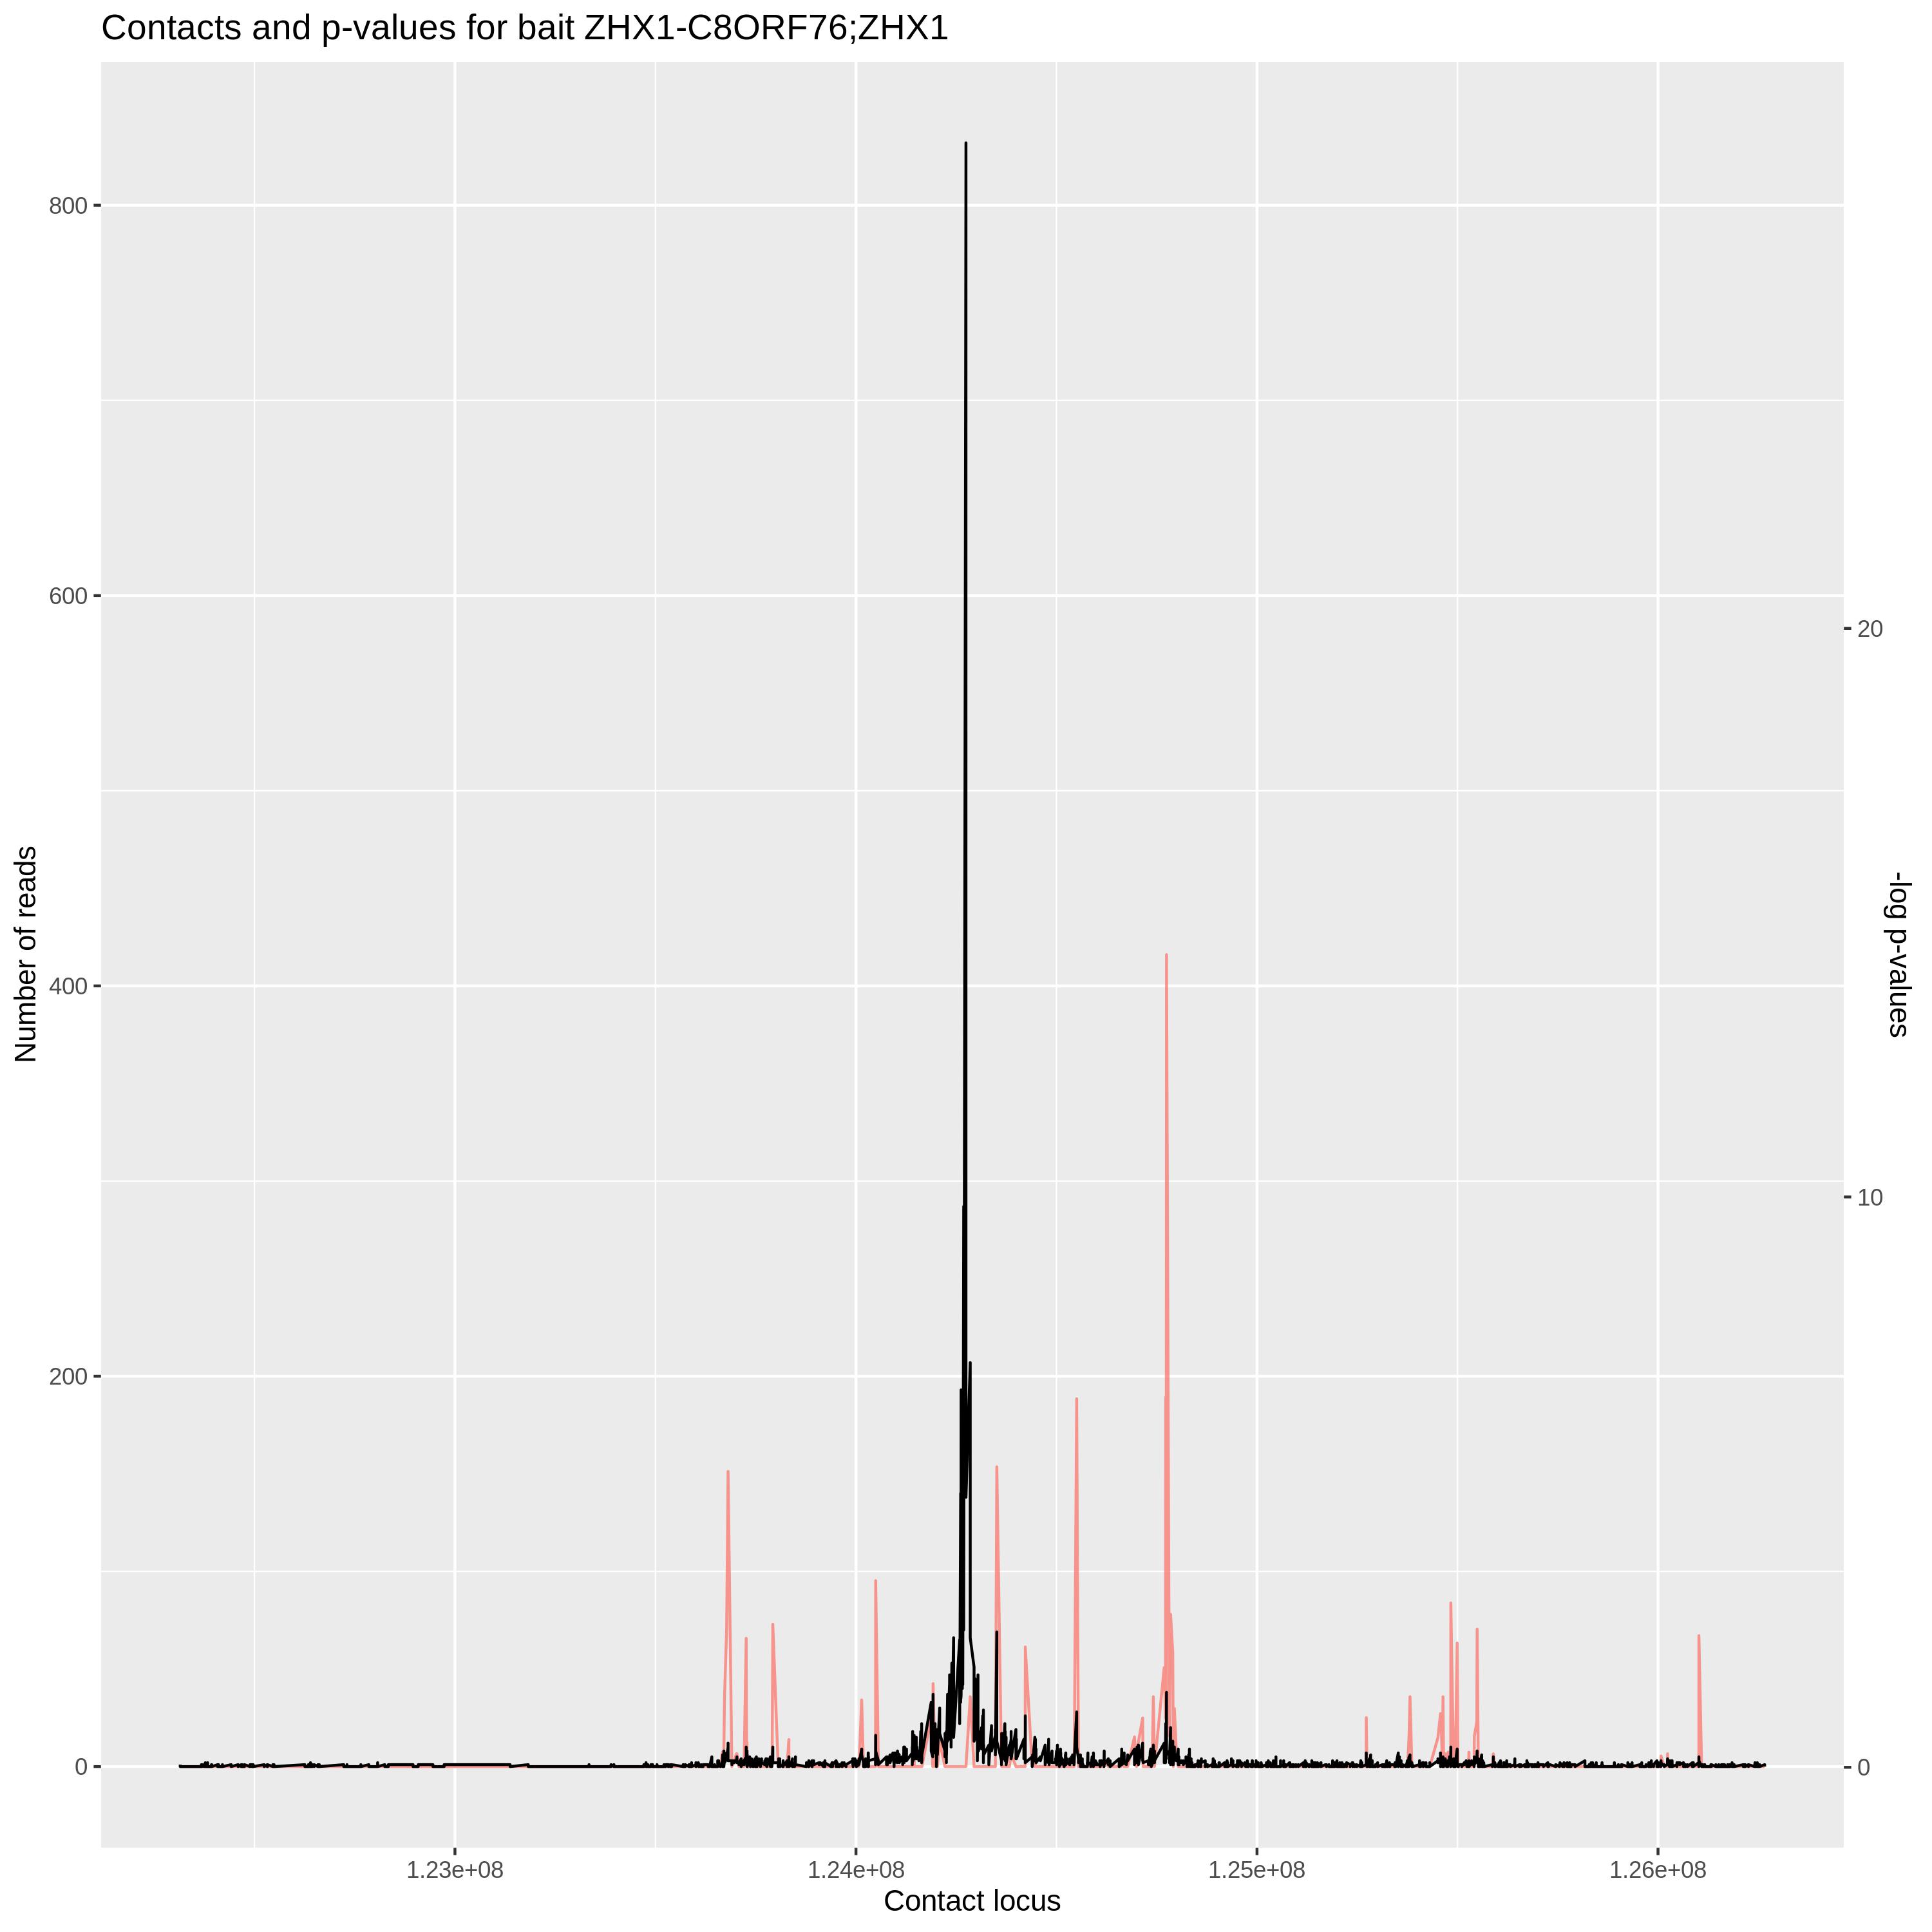 Contacts and p-values for bait ZHX1-C8ORF76;ZHX1
800
600
400
200
0
Number of reads
20
10
0
-log p-values
1.23e+08
1.24e+08
1.25e+08
1.26e+08
Contact locus